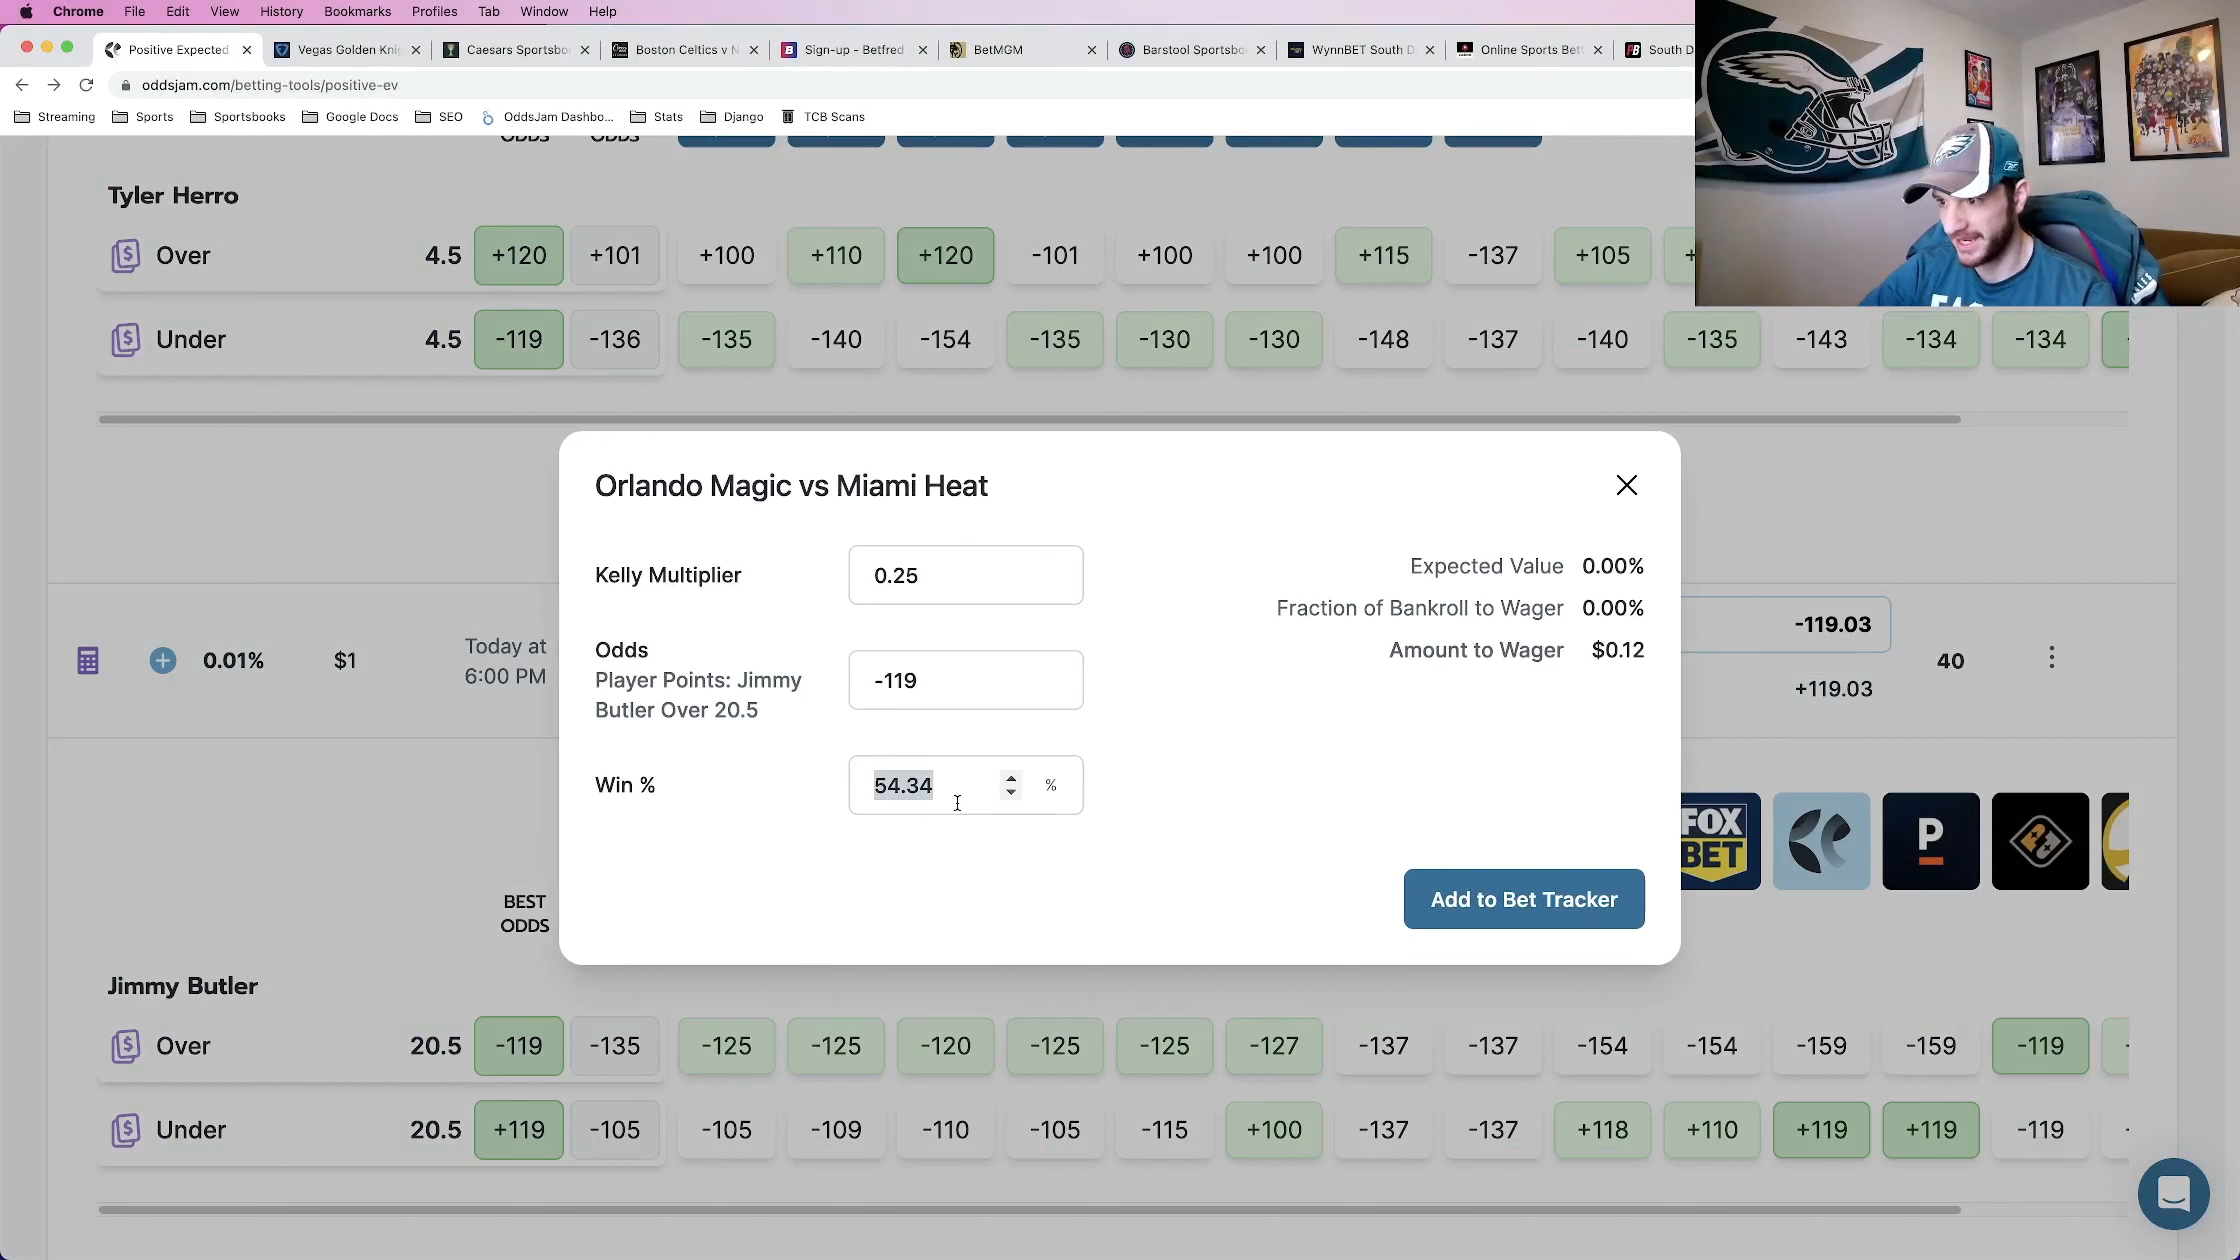 Chrome File Edit View History Bookmarks Profiles Tab Window Help
Positive Expected Vegas Golden Kni Caesars Sportsbo Boston Celtics v N Sign-up - Betfred BetMGM Barstool Sportsbo WynnBET South D Online Sports Bett South D
oddsjam.com/betting-tools/positive-ev
Streaming Sports Sportsbooks Google Docs SEO OddsJam Dashbo... Stats Django TCB Scans
ODDS ODDS
Tyler Herro
Over 4.5 +120 +101 +100 +110 +120 -101 +100 +100 +115 -137 +105 +
Under 4.5 -119 -136 -135 -140 -154 -135 -130 -130 -148 -137 -140 -135 -143 -134 -134 -
Orlando Magic vs Miami Heat
Kelly Multiplier 0.25
Expected Value 0.00%
Fraction of Bankroll to Wager 0.00%
Amount to Wager $0.12
Odds
Player Points: Jimmy
Butler Over 20.5
-119
Win % 54.34 %
Add to Bet Tracker
0.01% $1
Today at
6:00 PM
-119.03
+119.03
40
FOX
BET
P
BEST
ODDS
Jimmy Butler
Over 20.5 -119 -135 -125 -125 -120 -125 -125 -127 -137 -137 -154 -154 -159 -159 -119 -
Under 20.5 +119 -105 -105 -109 -110 -105 -115 +100 -137 -137 +118 +110 +119 +119 -119 -